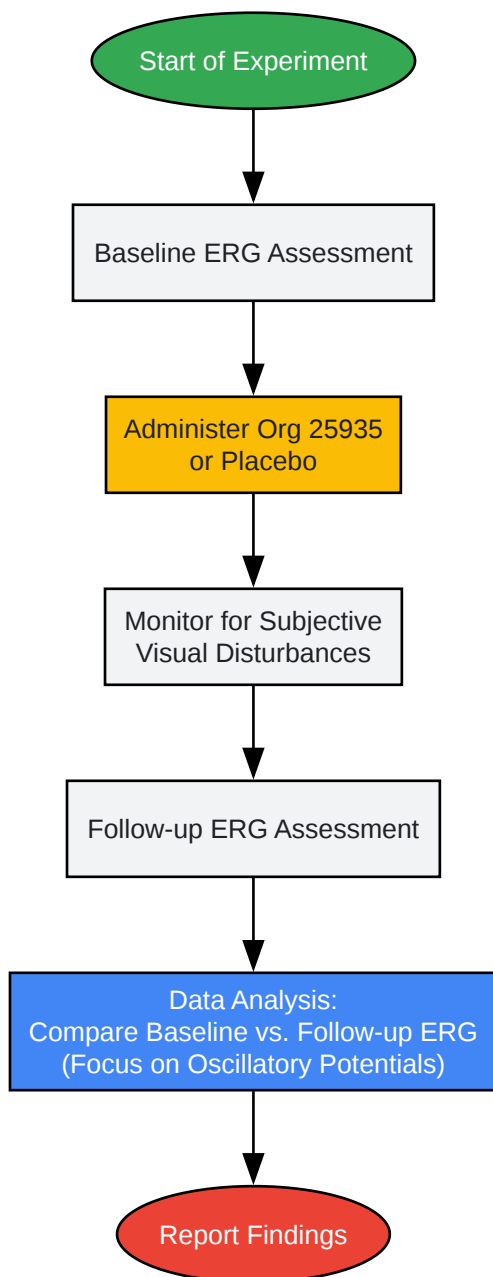 Start of Experiment
Baseline ERG Assessment
Administer Org 25935
or Placebo
Monitor for Subjective
Visual Disturbances
Follow-up ERG Assessment
Data Analysis:
Compare Baseline vs. Follow-up ERG
(Focus on Oscillatory Potentials)
Report Findings